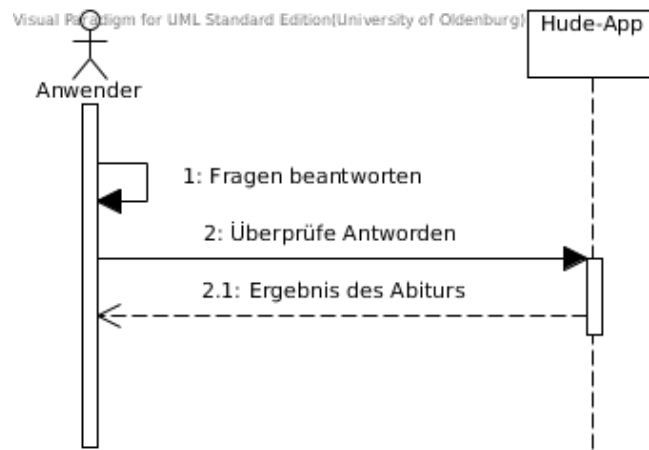 Visual Paradigm for UML Standard Edition(University of Oldenburg)
Hude-App
Anwender
1: Fragen beantworten
2: Überprüfe Antworden
2.1: Ergebnis des Abiturs